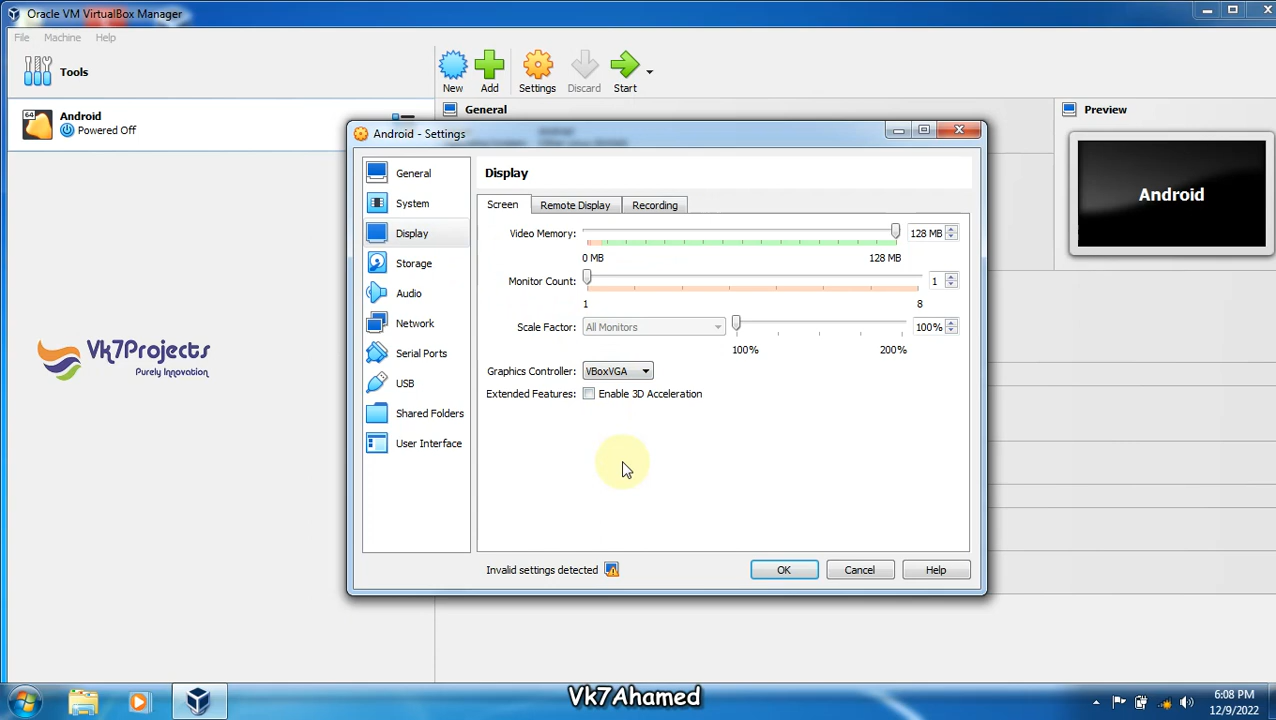 Oracle VM VirtualBox Manager
File Machine Help
Tools
New Add Settings Discard Start
64 Android
Powered Off
General
Preview
Android
Android - Settings
General
System
Display
Storage
Audio
Network
Serial Ports
USB
Shared Folders
User Interface
Display
Screen Remote Display Recording
Video Memory: 128 MB
0 MB 128 MB
Monitor Count: 1
1 8
Scale Factor: All Monitors 100%
100% 200%
Graphics Controller: VBoxVGA
Extended Features: Enable 3D Acceleration
Invalid settings detected
OK Cancel Help
Vk7Projects
Purely Innovation
Vk7Ahamed
6:08 PM
12/9/2022